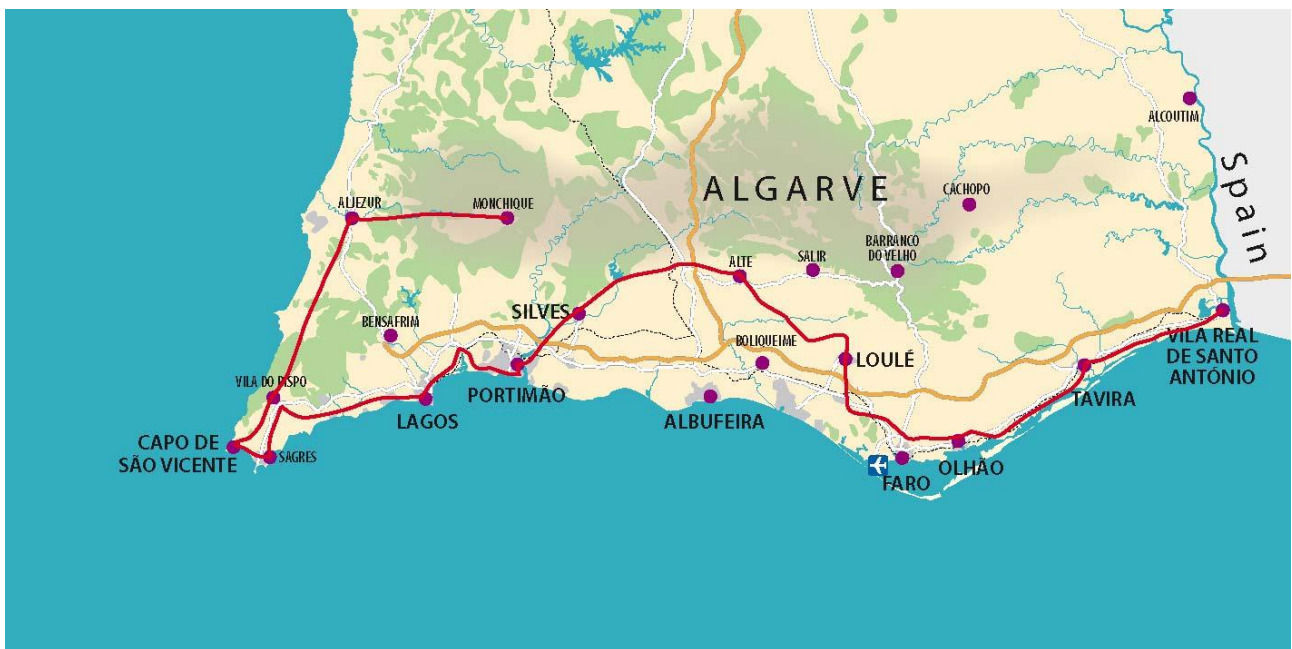 ALCOUTIM
Spain
ALGARVE
CACHOPO
ALJEZUR
MONCHIQUE
BARRANCO
DO VELHO
SALIR
ALTE
SILVES
BENSAFRIM
BOLIQUEIME
LOULÉ
VILA REAL
DE SANTO
ANTÓNIO
VILA DO BISPO
PORTIMÃO
TAVIRA
LAGOS
ALBUFEIRA
CAPO DE
SÃO VICENTE
SAGRES
OLHÃO
FARO